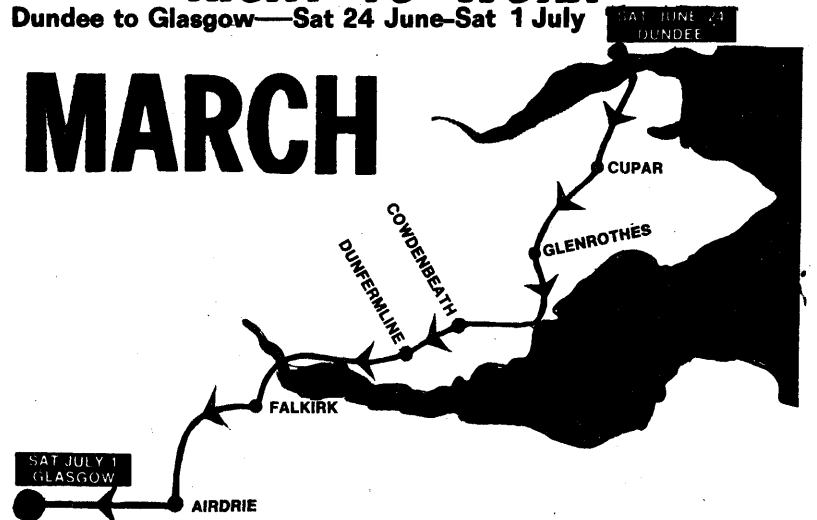 Dundee to Glasgow—Sat 24 June–Sat 1 July
SAT JUNE 24
DUNDEE
MARCH
CUPAR
GLENROTHES
COWDENBEATH
DUNFERMLINE
FALKIRK
SAT JULY 1
GLASGOW
AIRDRIE